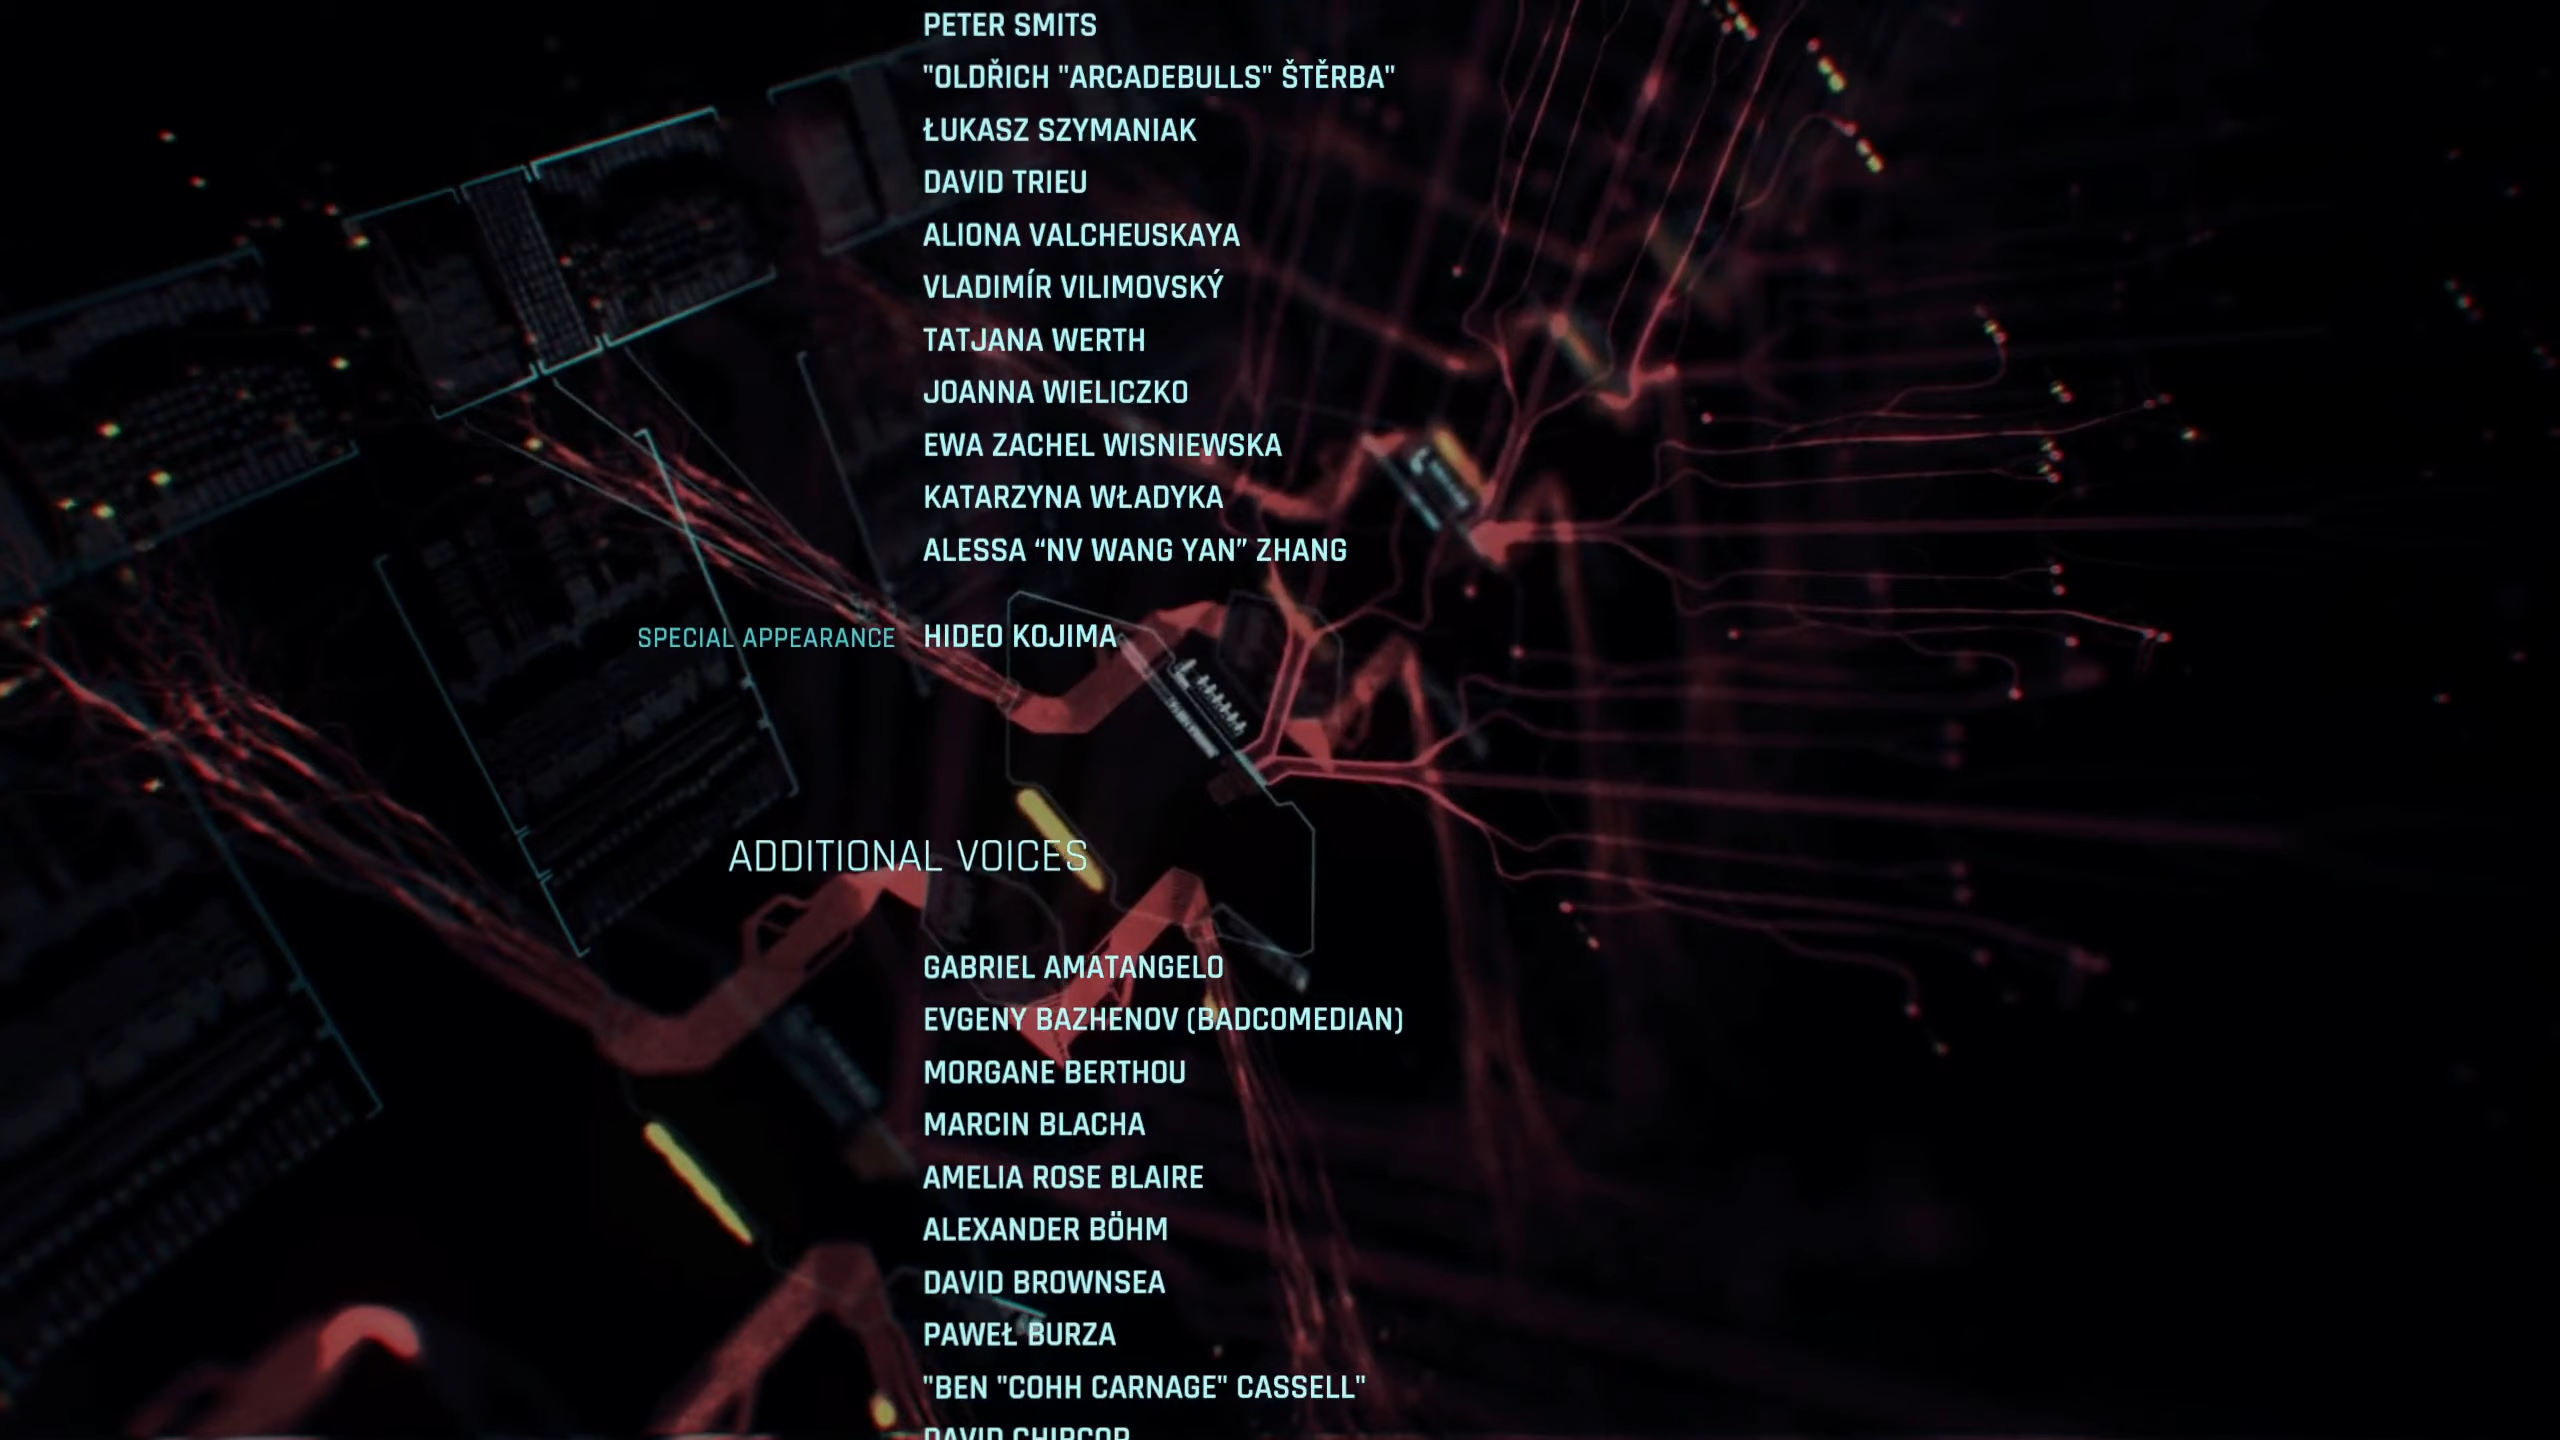 PETER SMITS
"OLDŘICH "ARCADEBULLS" ŠTĚRBA"
ŁUKASZ SZYMANIAK
DAVID TRIEU
ALIONA VALCHEUSKAYA
VLADIMÍR VILIMOVSKÝ
TATJANA WERTH
JOANNA WIELICZKO
EWA ZACHEL WISNIEWSKA
KATARZYNA WŁADYKA
ALESSA “NV WANG YAN” ZHANG
SPECIAL APPEARANCE HIDEO KOJIMA
ADDITIONAL VOICES
GABRIEL AMATANGELO
EVGENY BAZHENOV (BADCOMEDIAN)
MORGANE BERTHOU
MARCIN BLACHA
AMELIA ROSE BLAIRE
ALEXANDER BÖHM
DAVID BROWNSEA
PAWEŁ BURZA
"BEN "COHH CARNAGE" CASSELL"
DAVID